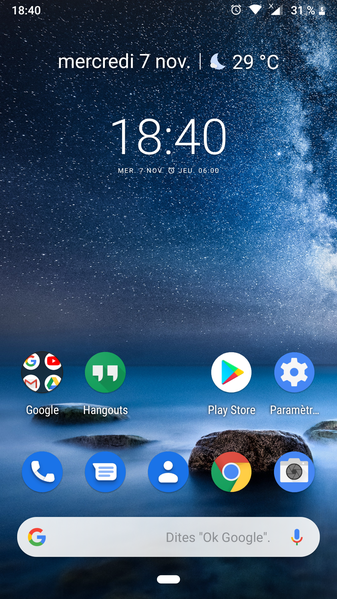 18:40
31 %
mercredi 7 nov. | 29 °C
18:40
MER. 7 NOV. JEU. 06:00
Google
Hangouts
Play Store
Paramètr...
Dites "Ok Google".